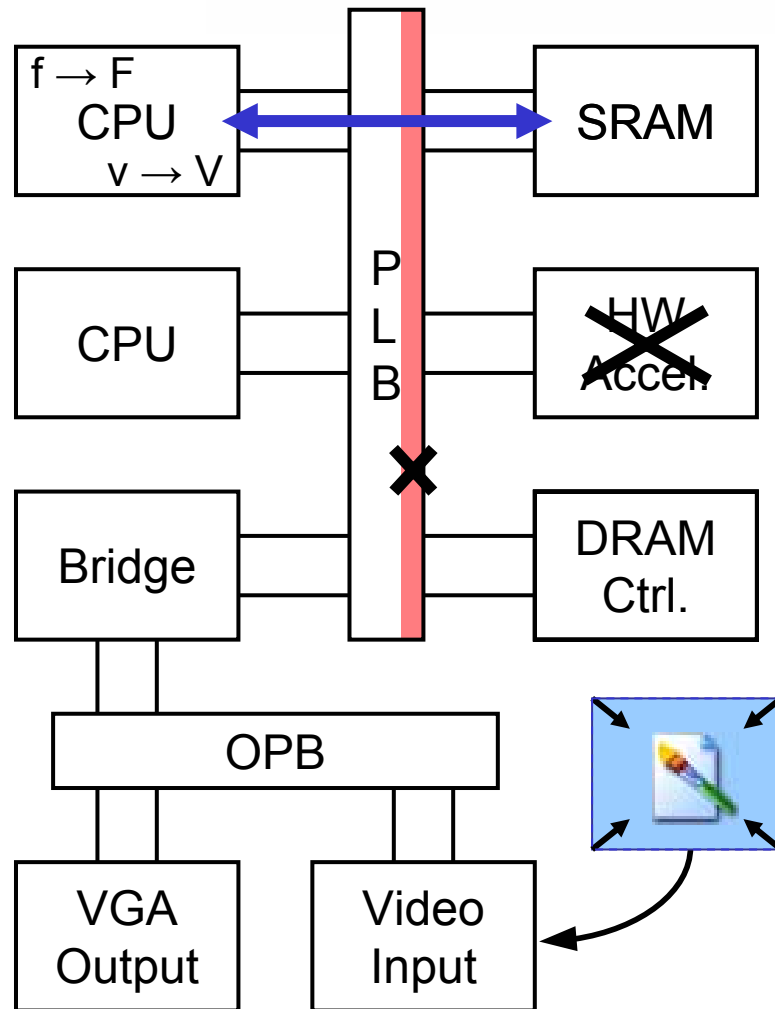 f → F
CPU
v → V
SRAM
P
L
B
CPU
HW
Accel.
Bridge
DRAM
Ctrl.
OPB
VGA
Output
Video
Input